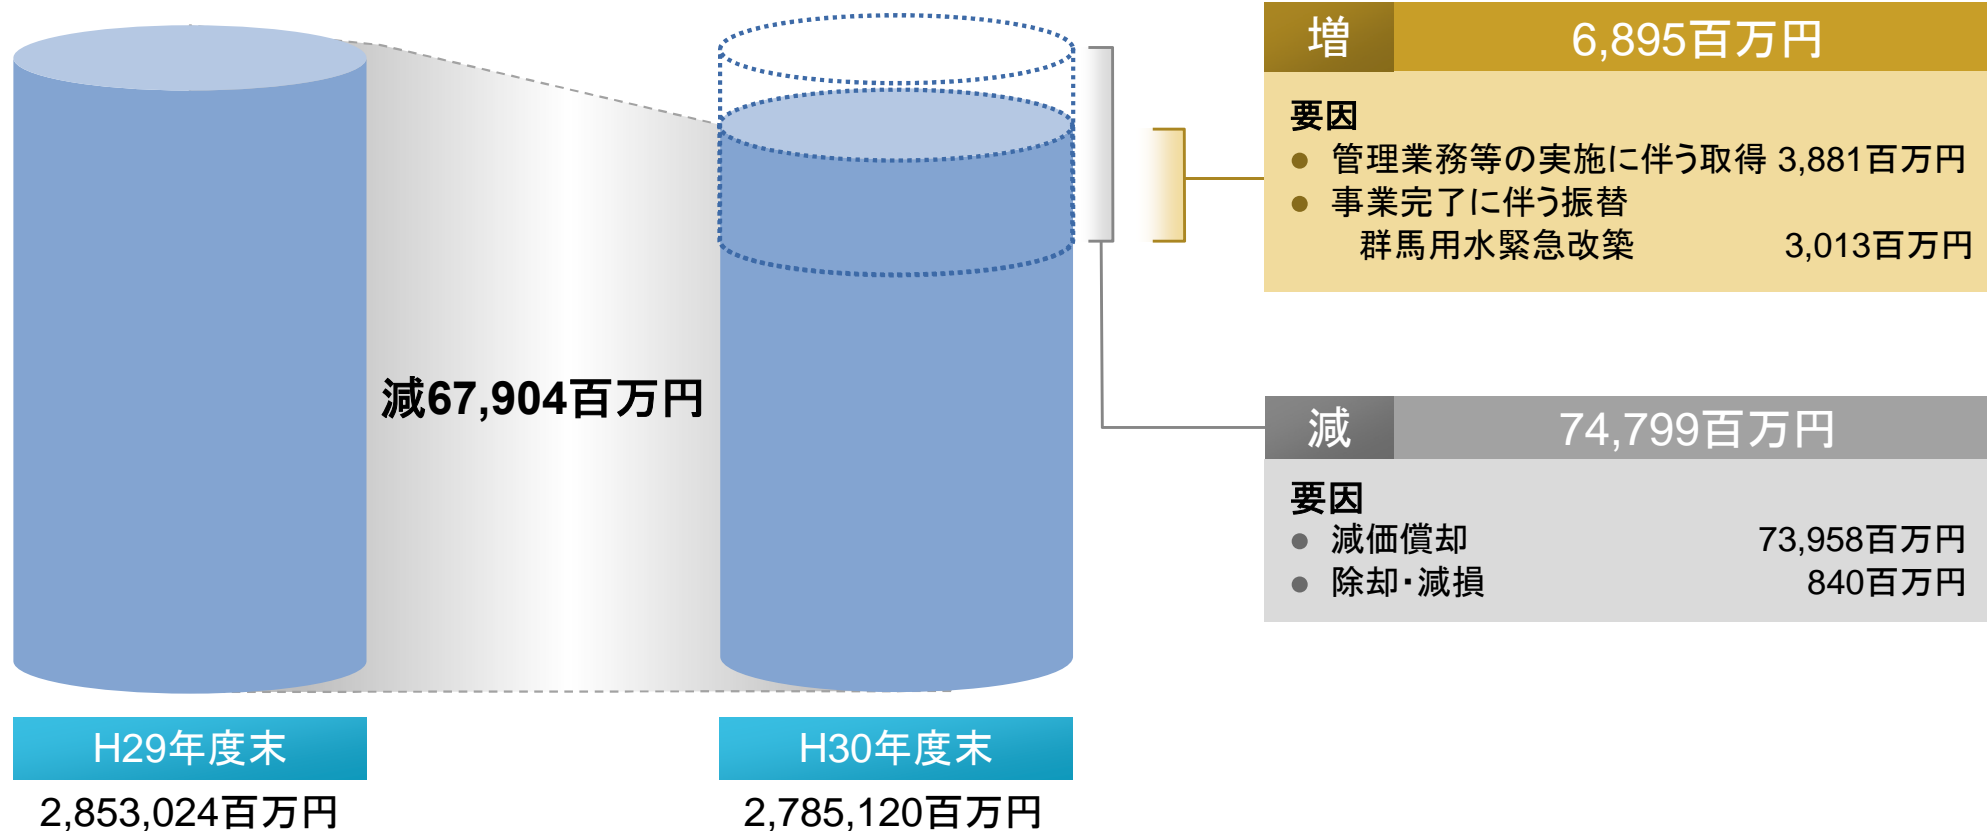 増 6,895百万円
要因
● 管理業務等の実施に伴う取得 3,881百万円
● 事業完了に伴う振替
群馬用水緊急改築 3,013百万円
減67,904百万円
減 74,799百万円
要因
● 減価償却 73,958百万円
● 除却・減損 840百万円
H29年度末 H30年度末
2,853,024百万円 2,785,120百万円